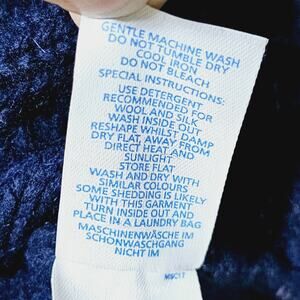 GENTLE MACHINE WASH
DO NOT TUMBLE DRY
COOL IRON
DO NOT BLEACH
SPECIAL INSTRUCTIONS:
USE DETERGENT
RECOMMENDED FOR
WOOL AND SILK
WASH INSIDE OUT
RESHAPE WHILST DAMP
DRY FLAT, AWAY FROM
DIRECT HEAT AND
SUNLIGHT
STORE FLAT
WASH AND DRY WITH
SIMILAR COLOURS
SOME SHEDDING IS LIKELY
WITH THIS GARMENT
TURN INSIDE OUT AND
PLACE IN A LAUNDRY BAG
MASCHINENWÄSCHE IM
SCHONWASCHGANG
NICHT IM